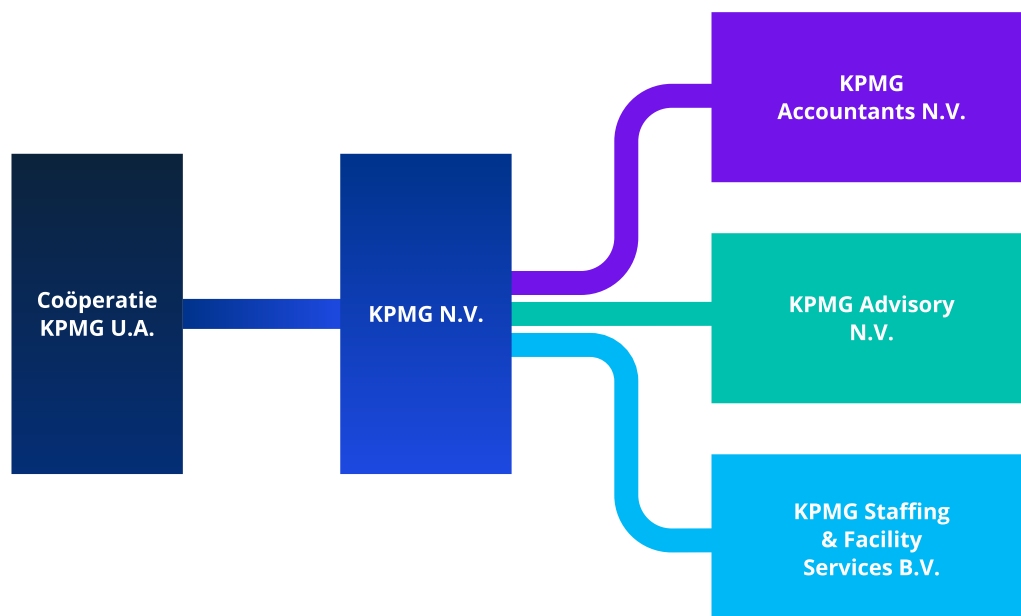 Coöperatie
KPMG U.A.
KPMG N.V.
KPMG
Accountants N.V.
KPMG Advisory
N.V.
KPMG Staffing
& Facility
Services B.V.